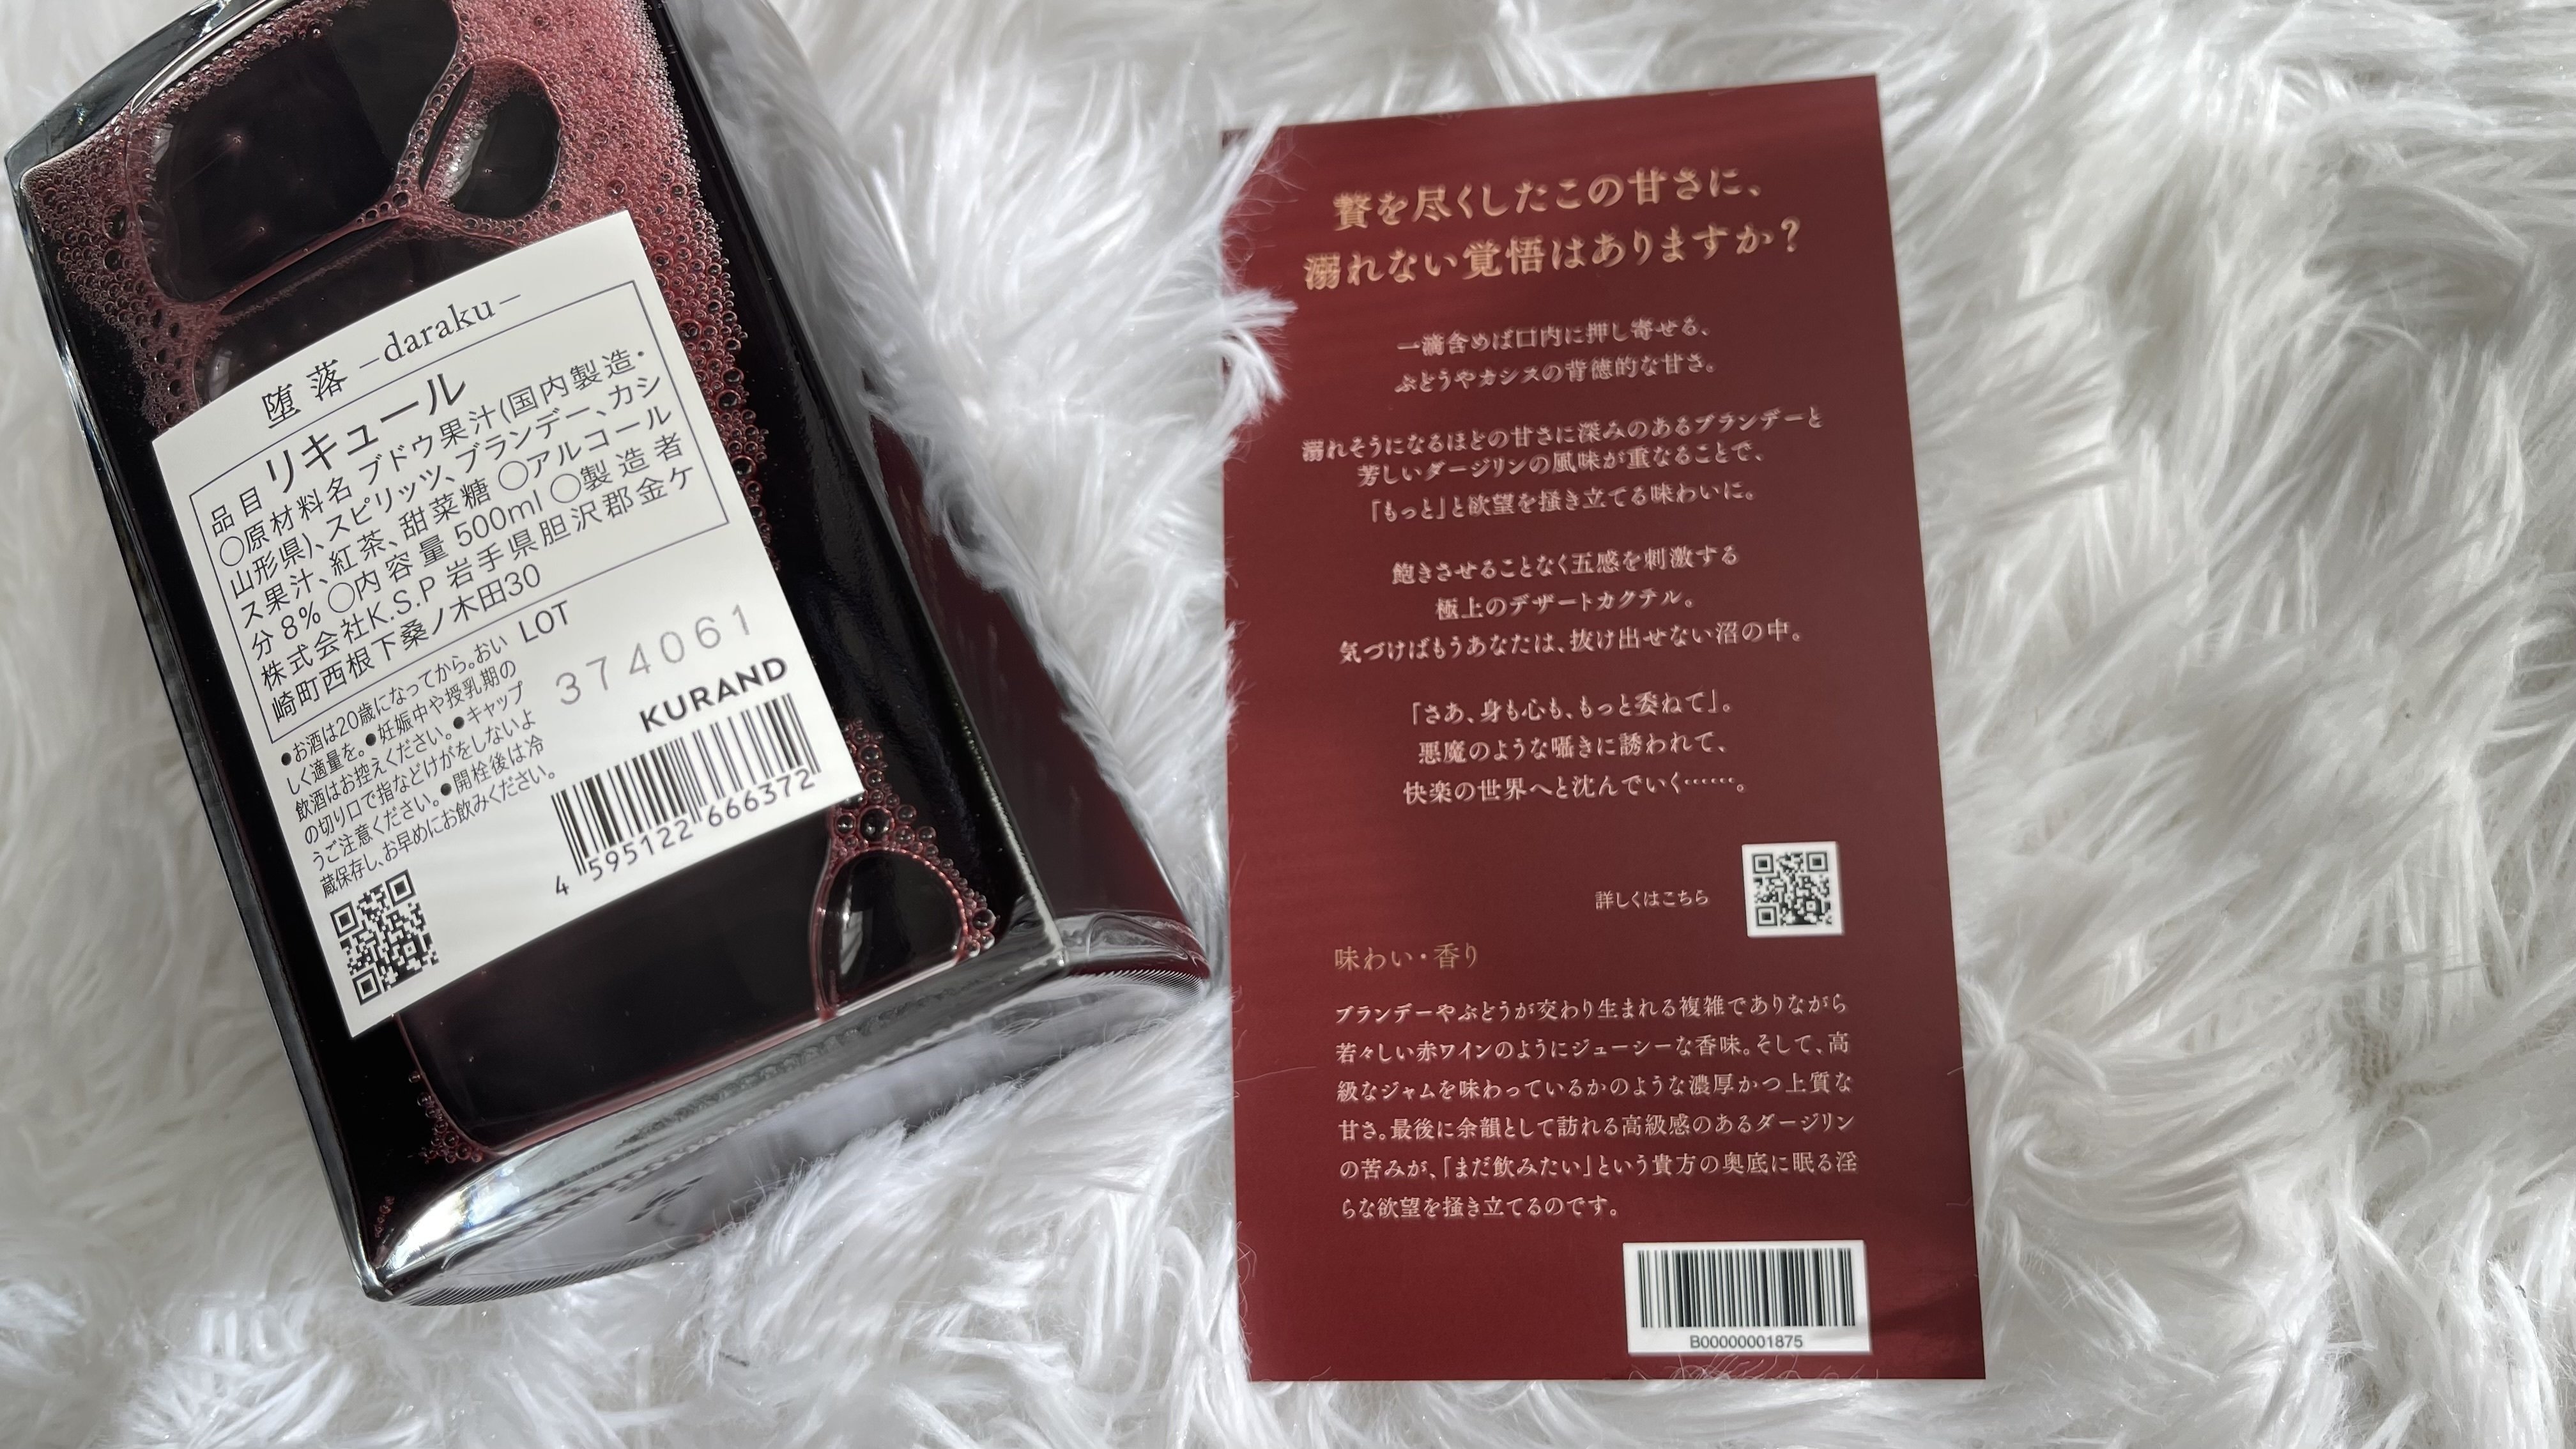 堕落 –daraku–
品目 リキュール
〇原材料名 ブドウ果汁(国内製造・
山形県)、スピリッツ、ブランデー、カシ
ス果汁、紅茶、甜菜糖 〇アルコール
分 8% 〇内容量 500ml 〇製造者
株式会社K.S.P 岩手県胆沢郡金ケ
崎町西根下桑ノ木田30
●お酒は20歳になってから。おい
しく適量を。●妊娠中や授乳期の
飲酒はお控えください。●キャップ
の切り口で指などけがをしないよ
うご注意ください。●開栓後は冷
蔵保存し、お早めにお飲みください。
LOT
374061
KURAND
4 595122 666372
贅を尽くしたこの甘さに、
溺れない覚悟はありますか?
一滴含めば口内に押し寄せる、
ぶどうやカシスの背徳的な甘さ。
溺れそうになるほどの甘さに深みのあるブランデーと
芳しいダージリンの風味が重なることで、
「もっと」と欲望を掻き立てる味わいに。
飽きさせることなく五感を刺激する
極上のデザートカクテル。
気づけばもうあなたは、抜け出せない沼の中。
「さあ、身も心も、もっと委ねて」。
悪魔のような囁きに誘われて、
快楽の世界へと沈んでいく……。
詳しくはこちら
味わい・香り
ブランデーやぶどうが交わり生まれる複雑でありながら
若々しい赤ワインのようにジューシーな香味。そして、高
級なジャムを味わっているかのような濃厚かつ上質な
甘さ。最後に余韻として訪れる高級感のあるダージリン
の苦みが、「まだ飲みたい」という貴方の奥底に眠る淫
らな欲望を掻き立てるのです。
B00000001875